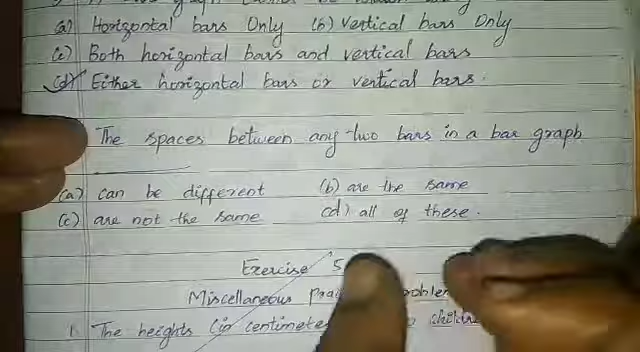 (a) Horizontal bars Only (b) Vertical bars Only
(c) Both horizontal bars and vertical bars
(d) Either horizontal bars or vertical bars.
The spaces between any two bars in a bar graph
(a) can be different (b) are the same
(c) are not the same (d) all of these.
Exercise 5
Miscellaneous
1. The heights (in